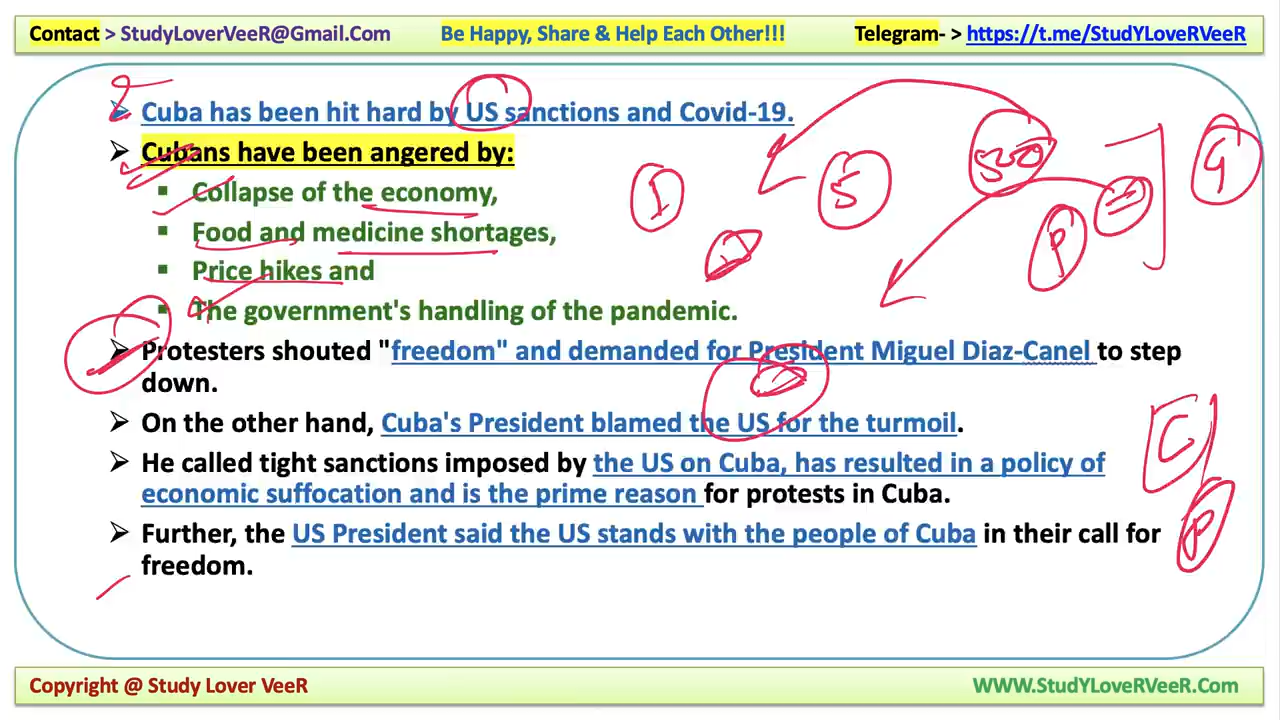 Contact > StudyLoverVeeR@Gmail.Com Be Happy, Share & Help Each Other!!! Telegram- > https://t.me/StudYLoveRVeeR
Cuba has been hit hard by US sanctions and Covid-19.
Cubans have been angered by:
Collapse of the economy,
Food and medicine shortages,
Price hikes and
The government's handling of the pandemic.
Protesters shouted "freedom" and demanded for President Miguel Diaz-Canel to step
down.
On the other hand, Cuba's President blamed the US for the turmoil.
He called tight sanctions imposed by the US on Cuba, has resulted in a policy of
economic suffocation and is the prime reason for protests in Cuba.
Further, the US President said the US stands with the people of Cuba in their call for
freedom.
Copyright @ Study Lover VeeR WWW.StudYLoveRVeeR.Com